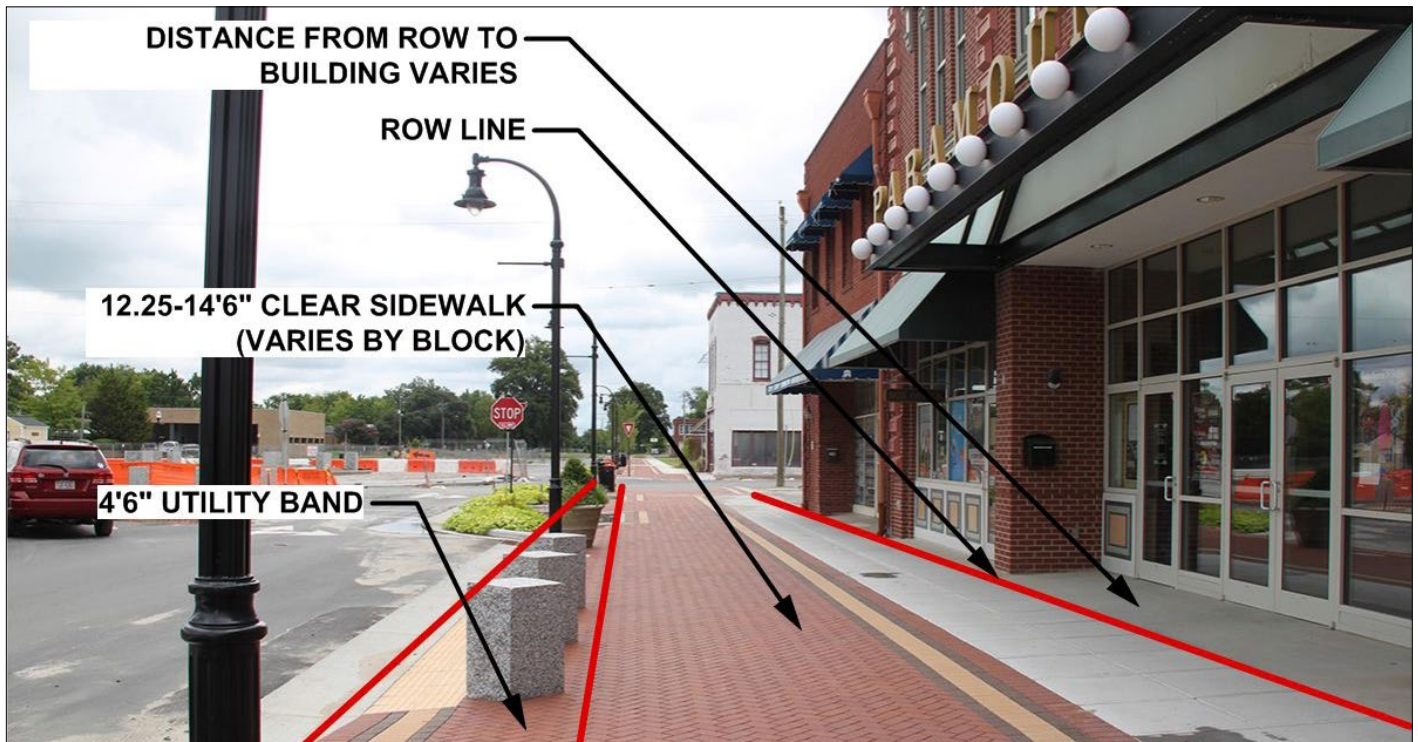 DISTANCE FROM ROW TO
BUILDING VARIES
ROW LINE
12.25-14'6" CLEAR SIDEWALK
(VARIES BY BLOCK)
4'6" UTILITY BAND
STOP
PARAMOUN